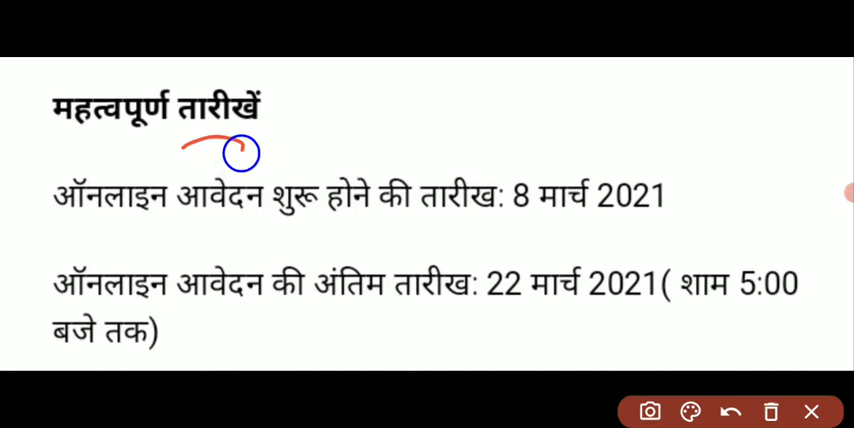 महत्वपूर्ण तारीखें
ऑनलाइन आवेदन शुरू होने की तारीख: 8 मार्च 2021
ऑनलाइन आवेदन की अंतिम तारीख: 22 मार्च 2021( शाम 5:00
बजे तक)